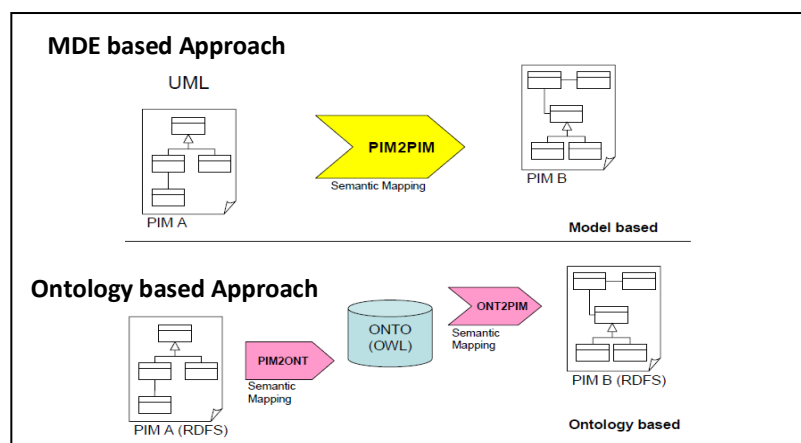 MDE based Approach
UML
PIM2PIM
Semantic Mapping
PIM A
PIM B
Model based
Ontology based Approach
PIM2ONT
Semantic
Mapping
ONTO
(OWL)
ONT2PIM
Semantic
Mapping
PIM A (RDFS)
PIM B (RDFS)
Ontology based